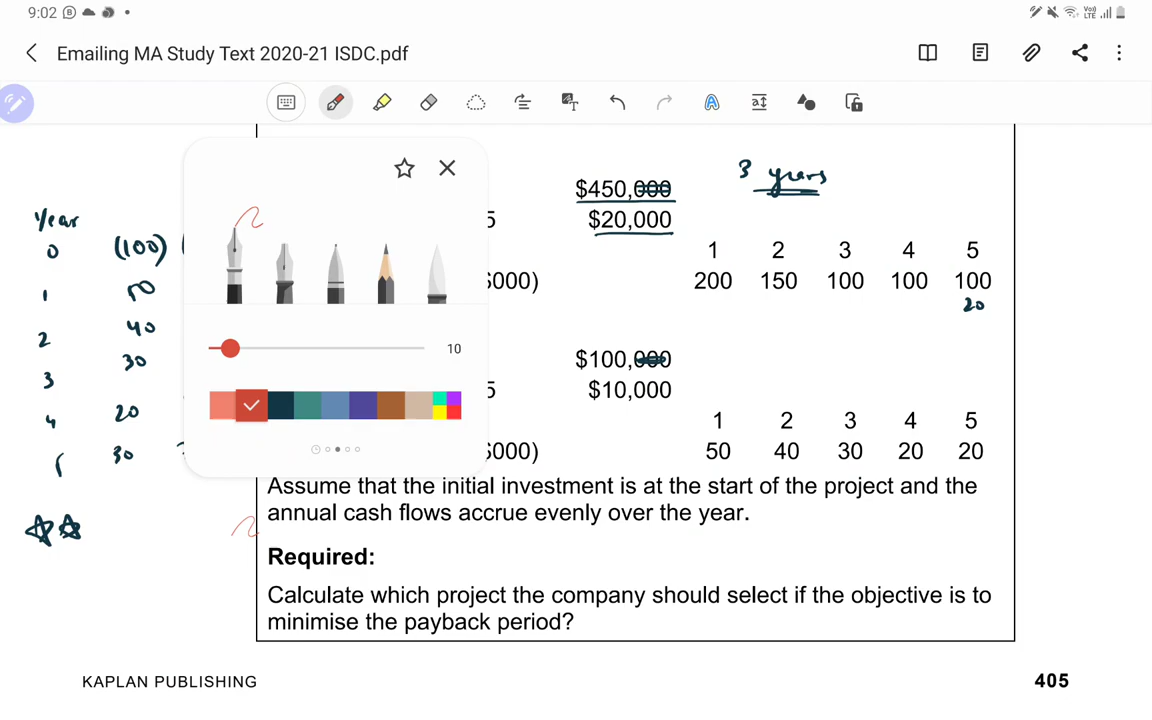 9:02
VoLTE
Emailing MA Study Text 2020-21 ISDC.pdf
$450,000 3 years
Year 5 $20,000
0 (100) 1 2 3 4 5
1 50 $000) 200 150 100 100 100
2 40 20
3 30 $100,000
10 5 $10,000
4 20 1 2 3 4 5
5 30 $000) 50 40 30 20 20
Assume that the initial investment is at the start of the project and the
annual cash flows accrue evenly over the year.
Required:
Calculate which project the company should select if the objective is to
minimise the payback period?
KAPLAN PUBLISHING 405